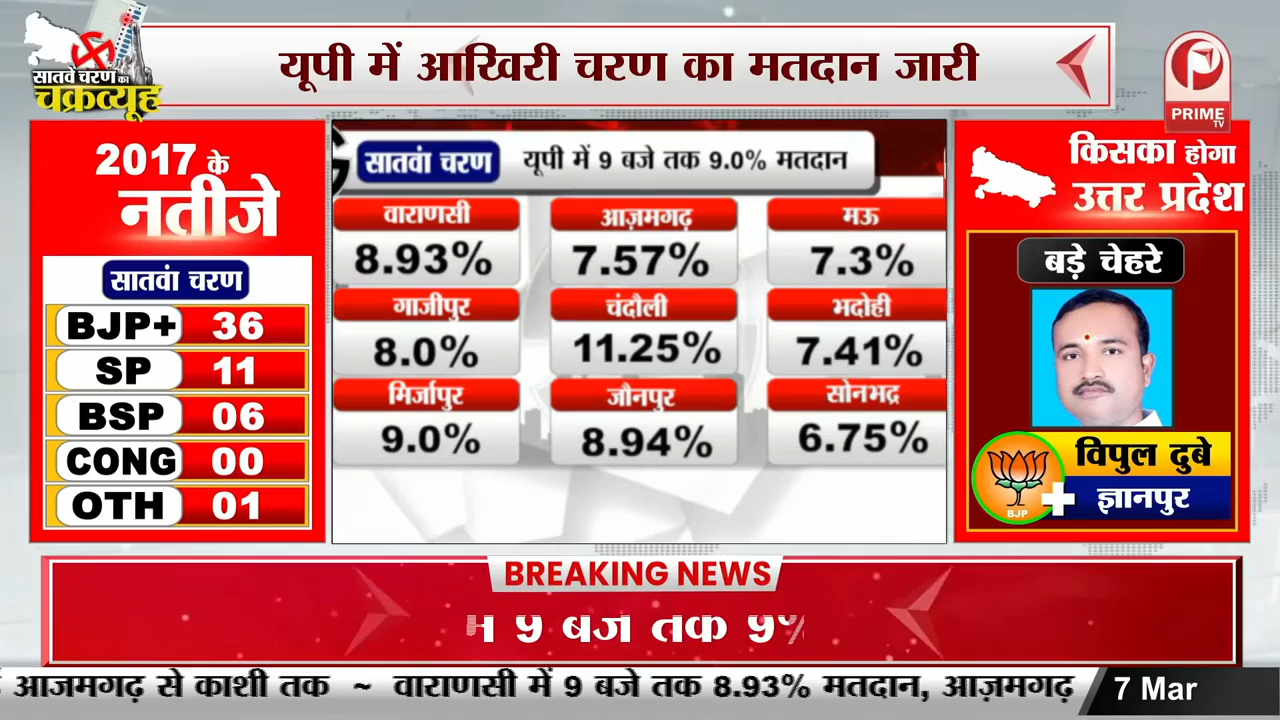 सातवें चरण का
चक्रव्यूह
यूपी में आखिरी चरण का मतदान जारी
PRIME
TV
2017 के
नतीजे
सातवां चरण
BJP+ 36
SP 11
BSP 06
CONG 00
OTH 01
सातवां चरण यूपी में 9 बजे तक 9.0% मतदान
वाराणसी आज़मगढ़ मऊ
8.93% 7.57% 7.3%
गाजीपुर चंदौली भदोही
8.0% 11.25% 7.41%
मिर्जापुर जौनपुर सोनभद्र
9.0% 8.94% 6.75%
किसका होगा
उत्तर प्रदेश
बड़े चेहरे
विपुल दुबे
ज्ञानपुर
BJP
BREAKING NEWS
9 बजे तक 9%
आजमगढ़ से काशी तक ~ वाराणसी में 9 बजे तक 8.93% मतदान, आज़मगढ़
7 Mar